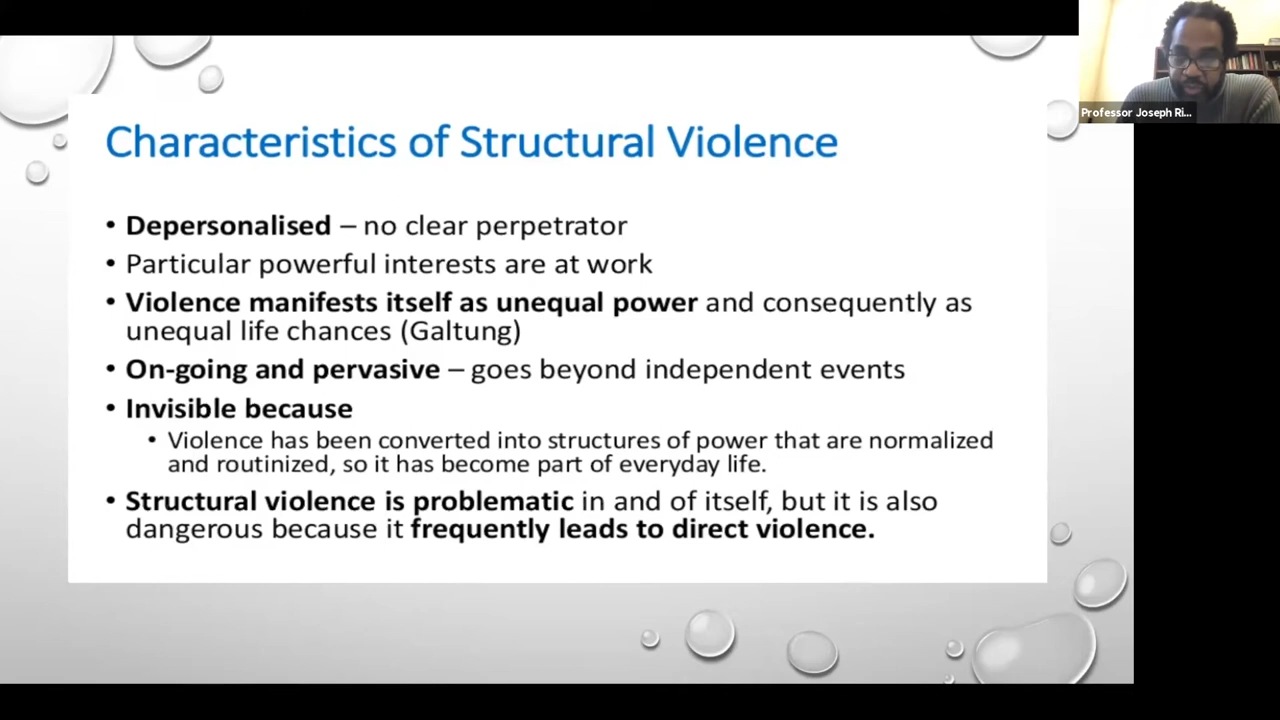 Professor Joseph Ri...
Characteristics of Structural Violence
• Depersonalised – no clear perpetrator
• Particular powerful interests are at work
• Violence manifests itself as unequal power and consequently as
unequal life chances (Galtung)
• On-going and pervasive – goes beyond independent events
• Invisible because
• Violence has been converted into structures of power that are normalized
and routinized, so it has become part of everyday life.
• Structural violence is problematic in and of itself, but it is also
dangerous because it frequently leads to direct violence.